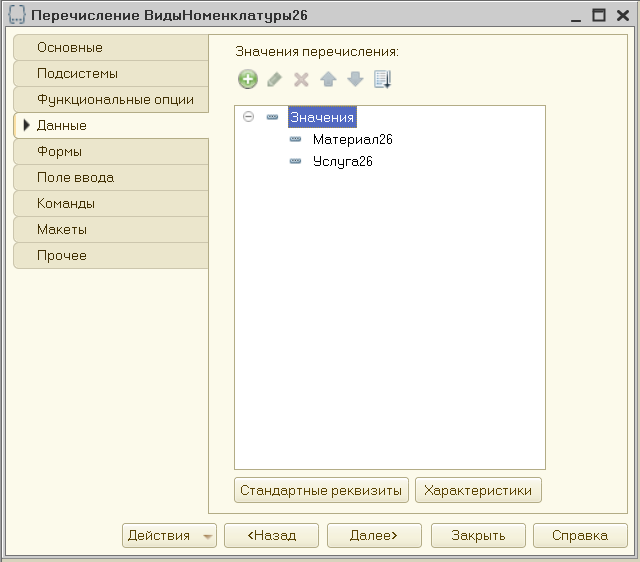 Перечисление ВидыНоменклатуры26
Основные
Подсистемы
Функциональные опции
Данные
Формы
Поле ввода
Команды
Макеты
Прочее
Значения перечисления:
Значения
Материал26
Услуга26
Стандартные реквизиты
Характеристики
Действия
<Назад
Далее>
Закрыть
Справка